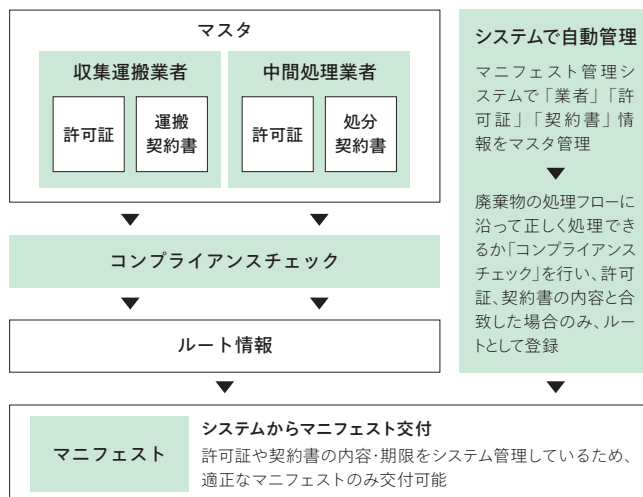 マスタ
収集運搬業者
中間処理業者
許可証
運搬
契約書
許可証
処分
契約書
コンプライアンスチェック
ルート情報
システムで自動管理
マニフェスト管理シ
ステムで「業者」「許
可証」「契約書」情
報をマスタ管理
廃棄物の処理フローに
沿って正しく処理でき
るか「コンプライアンス
チェック」を行い、許可
証、契約書の内容と合
致した場合のみ、ルー
トとして登録
マニフェスト
システムからマニフェスト交付
許可証や契約書の内容・期限をシステム管理しているため、
適正なマニフェストのみ交付可能